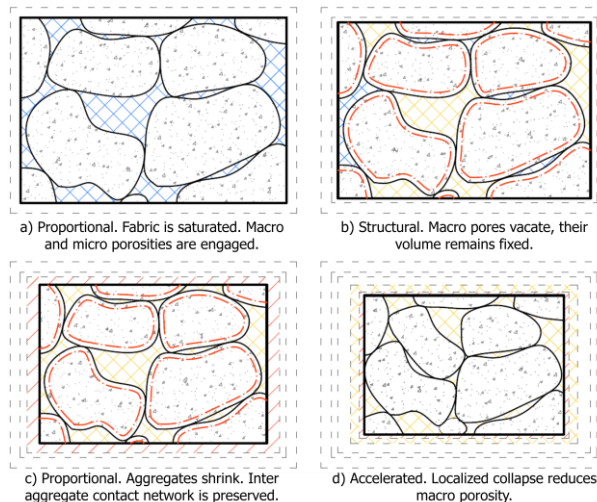 a) Proportional. Fabric is saturated. Macro
and micro porosities are engaged.
b) Structural. Macro pores vacate, their
volume remains fixed.
c) Proportional. Aggregates shrink. Inter
aggregate contact network is preserved.
d) Accelerated. Localized collapse reduces
macro porosity.